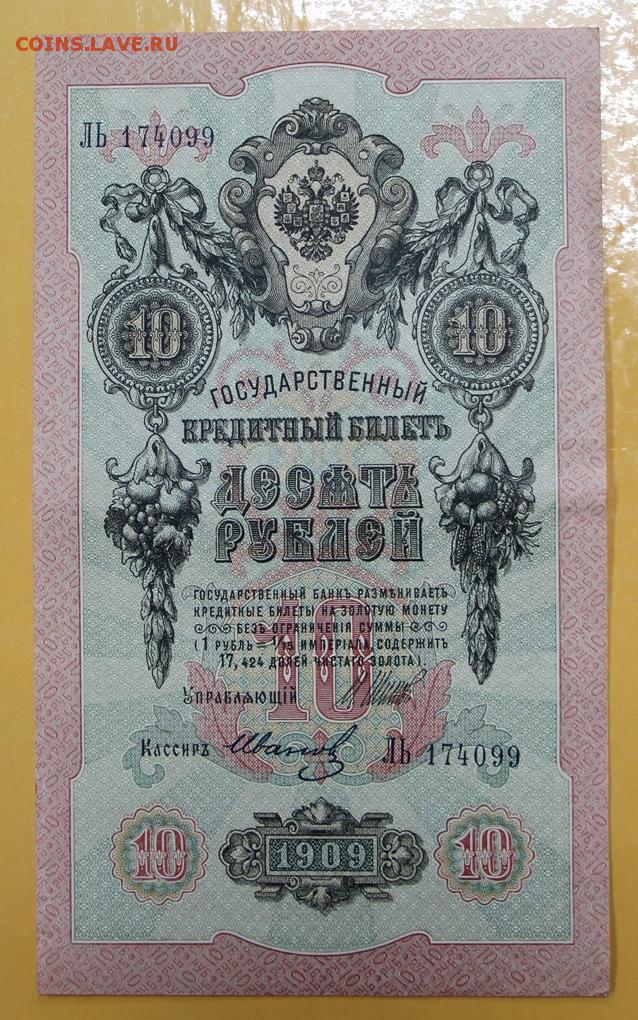 COINS.LAVE.RU
ЛЬ 174099
10 10
ГОСУДАРСТВЕННЫЙ
КРЕДИТНЫЙ БИЛЕТЪ
ДЕСЯТЬ
РУБЛЕЙ
ГОСУДАРСТВЕННЫЙ БАНКЪ РАЗМѢНИВАЕТЪ
КРЕДИТНЫЕ БИЛЕТЫ НА ЗОЛОТУЮ МОНЕТУ
БЕЗЪ ОГРАНИЧЕНІЯ СУММЫ
(1 РУБЛЬ = 1/15 ИМПЕРІАЛА, СОДЕРЖИТЪ
17,424 ДОЛЕЙ ЧИСТАГО ЗОЛОТА).
10
УПРАВЛЯЮЩІЙ
КАССИРЪ Иванов ЛЬ 174099
10 1909 10